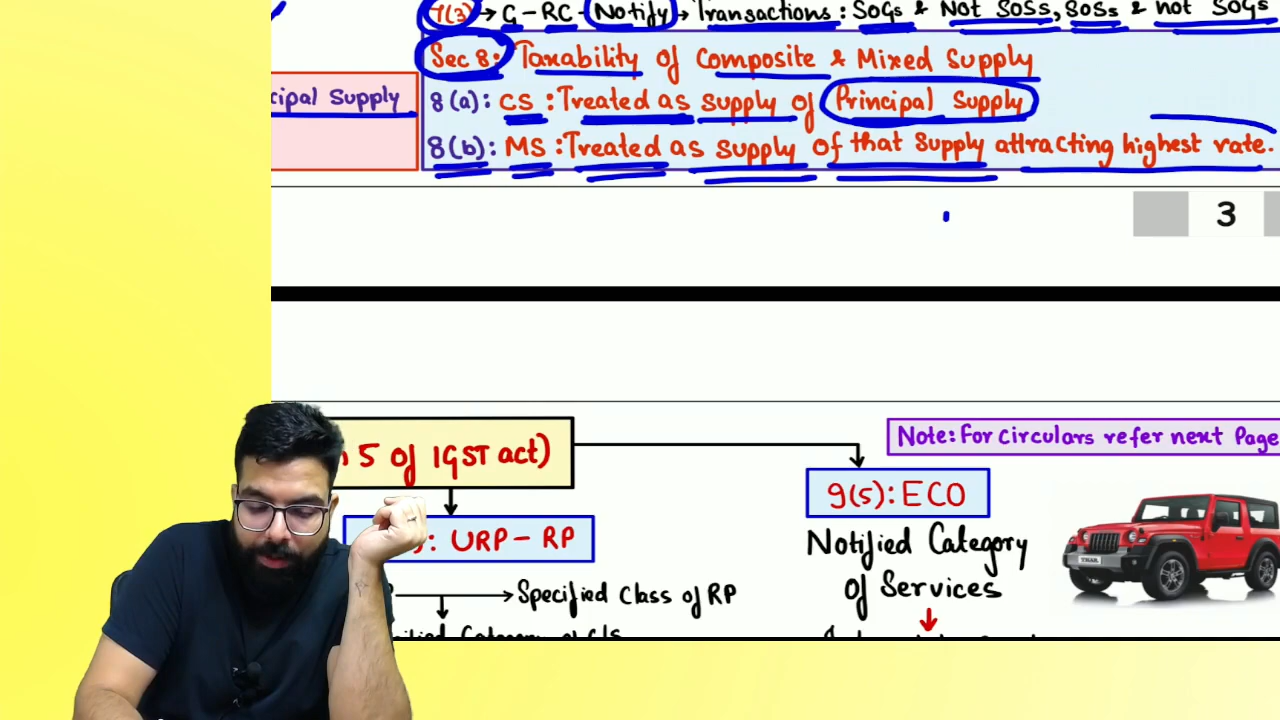 7(3) → G - RC - Notify → Transactions : SOGs & Not SOSs, SOSs & not SOGs
Sec 8: Taxability of Composite & Mixed Supply
cipal Supply
8(a): CS : Treated as supply of Principal Supply
8(b): MS : Treated as supply of that Supply attracting highest rate.
3
Note: For circulars refer next Page
5 of IGST act)
9(5): ECO
: URP - RP
Notified Category
of Services
→ Specified Class of RP
Category of G/S
THAR